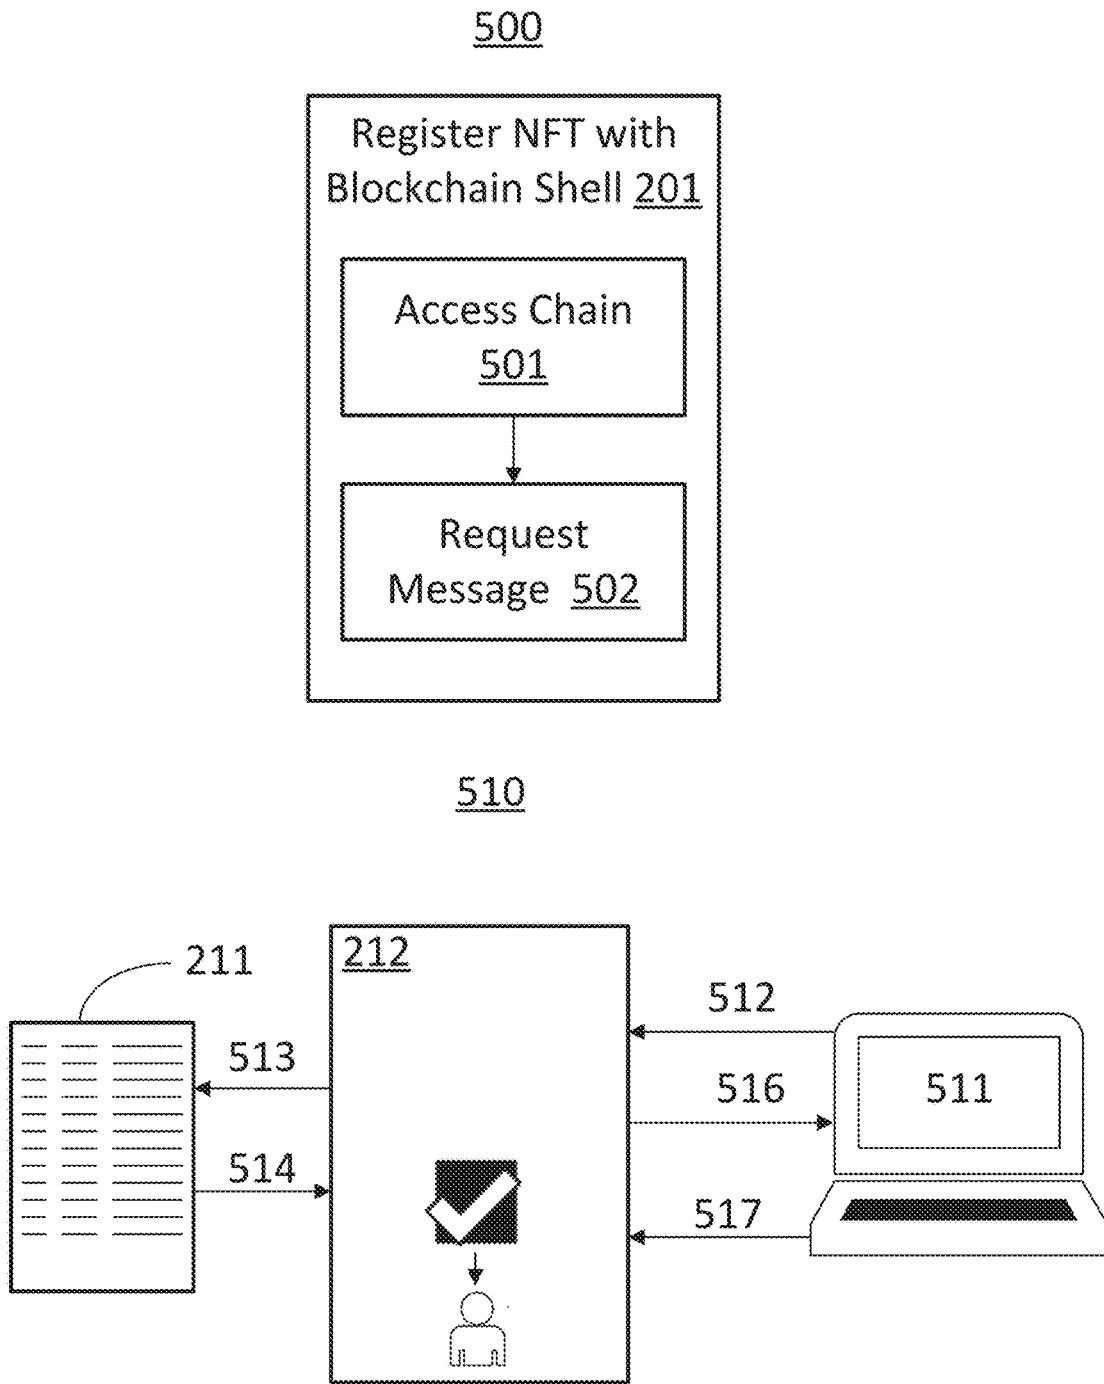 500
Register NFT with
Blockchain Shell 201
Access Chain
501
Request
Message 502
510
211
212
512
513
516
511
514
517